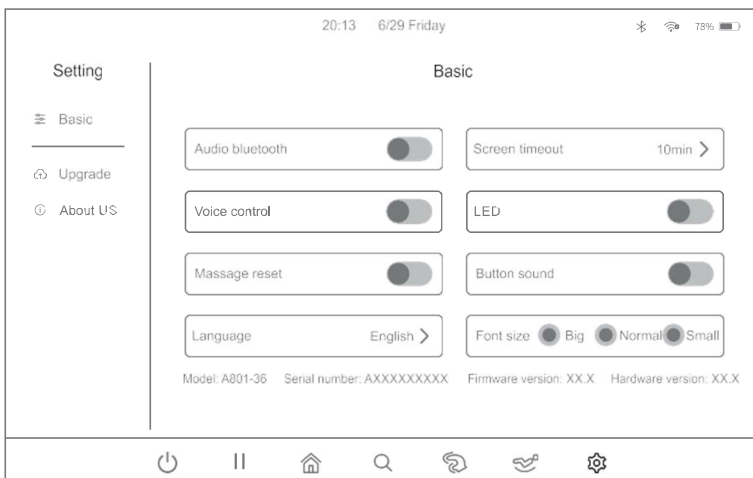 20:13 6/29 Friday 78%
Setting
Basic
Upgrade
About US
Basic
Audio bluetooth
Screen timeout 10min
Voice control
LED
Massage reset
Button sound
Language English
Font size Big Normal Small
Model: A801-36 Serial number: AXXXXXXXXX Firmware version: XX.X Hardware version: XX.X